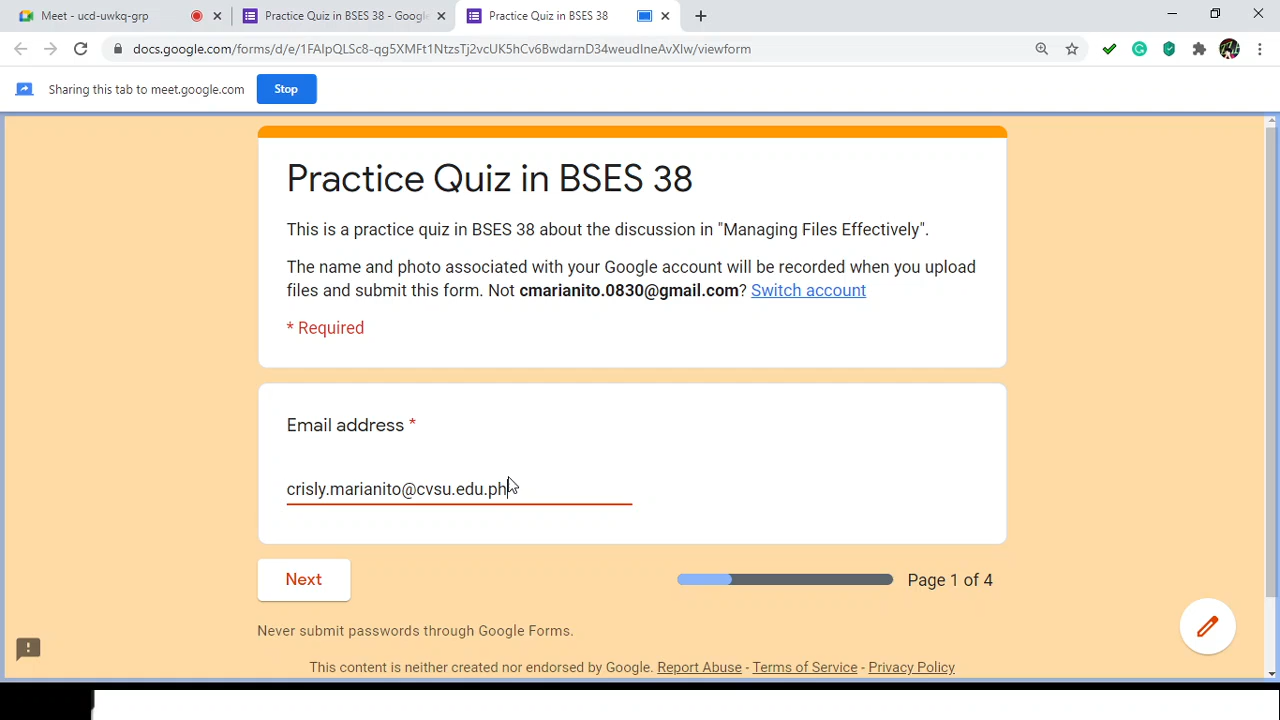 Meet - ucd-uwkq-grp
Practice Quiz in BSES 38 - Googl
Practice Quiz in BSES 38
docs.google.com/forms/d/e/1FAIpQLSc8-qg5XMFt1NtzsTj2vcUK5hCv6BwdarnD34weudIneAvXlw/viewform
Sharing this tab to meet.google.com
Stop
Practice Quiz in BSES 38
This is a practice quiz in BSES 38 about the discussion in "Managing Files Effectively".
The name and photo associated with your Google account will be recorded when you upload
files and submit this form. Not cmarianito.0830@gmail.com? Switch account
* Required
Email address *
crisly.marianito@cvsu.edu.ph
Next
Page 1 of 4
Never submit passwords through Google Forms.
This content is neither created nor endorsed by Google. Report Abuse - Terms of Service - Privacy Policy